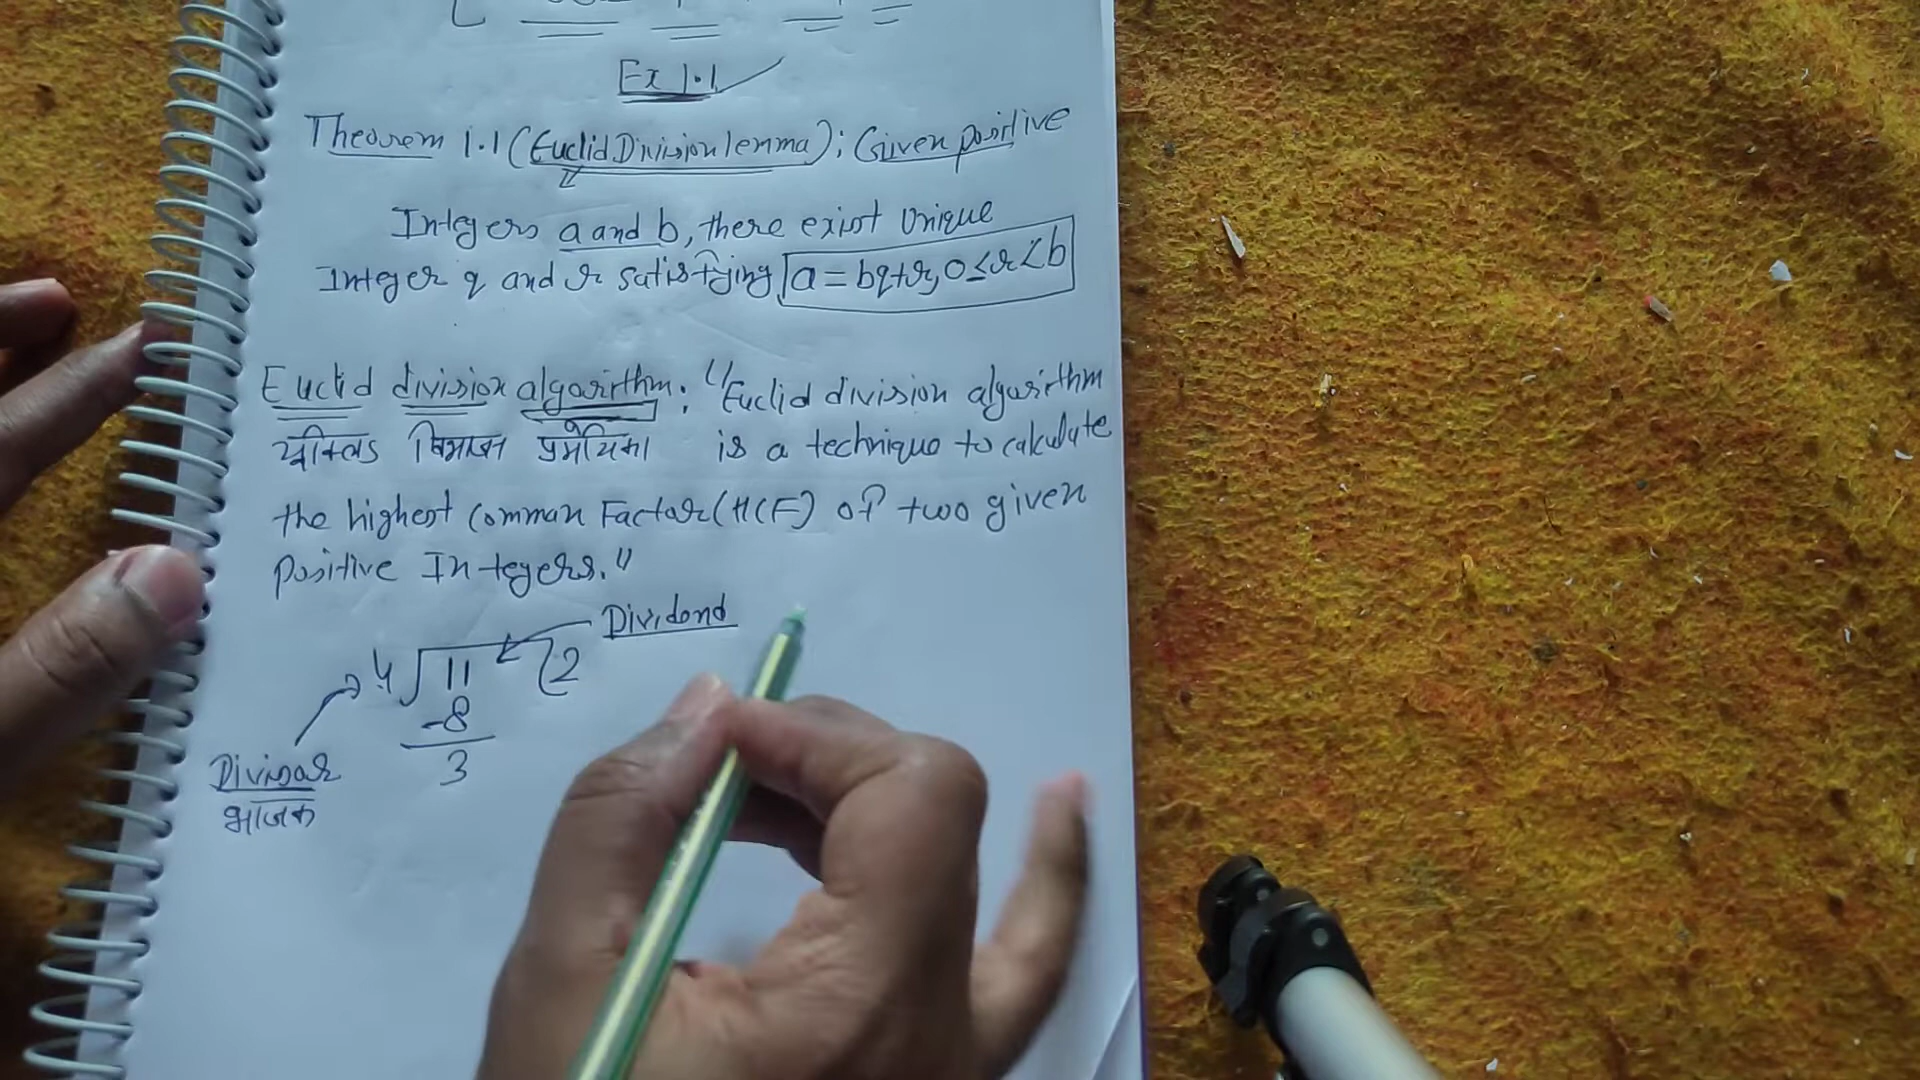 Ex 1.1
Theorem 1.1 (Euclid Division lemma); Given positive
Integers a and b, there exist Unique
Integer q and r satisfying a = bq+r, 0 ≤ r < b
Euclid division algorithm: "Euclid division algorithm
यूक्लिड विभाजन प्रमेयिका is a technique to calculate
the highest Comman Factor (HCF) of two given
positive Integers."
Dividend
4 11 2
-8
3
Divisor
भाजक